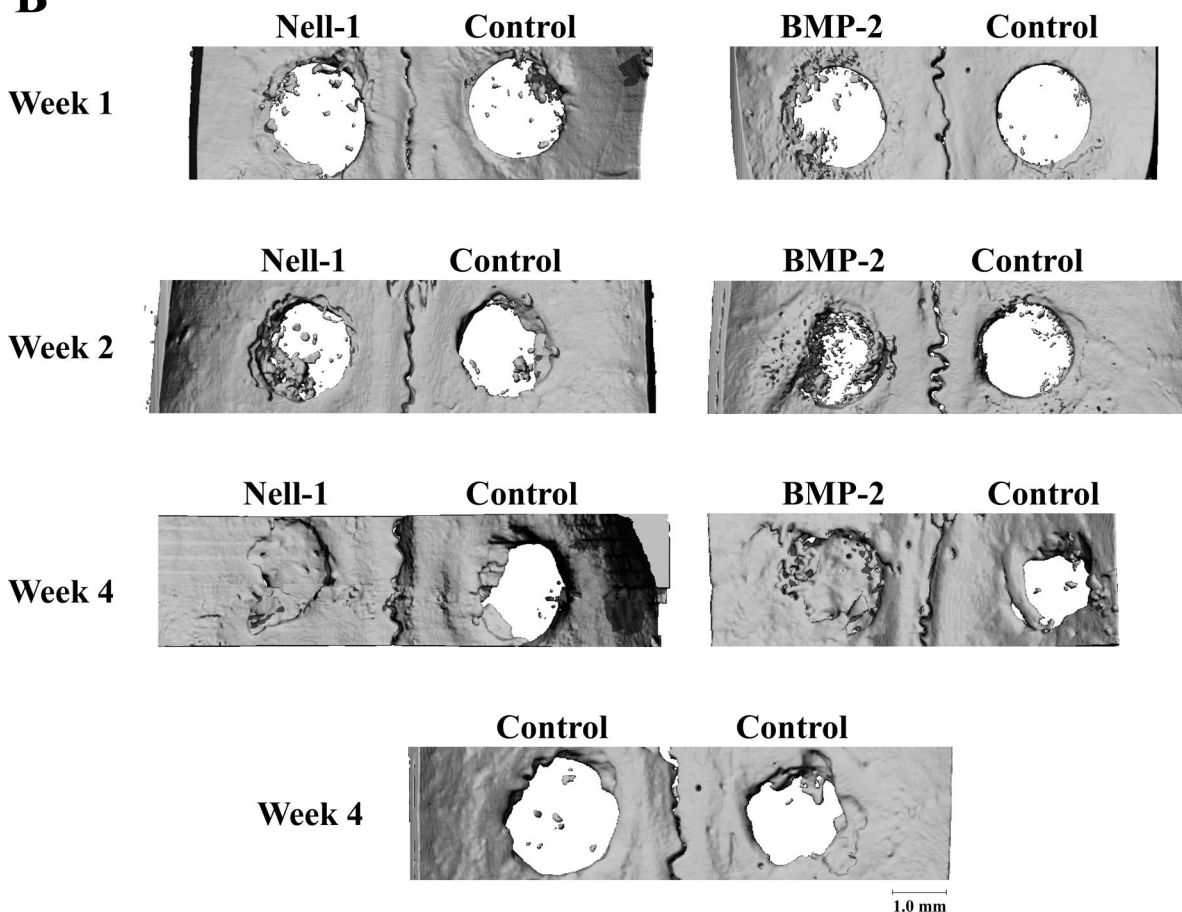 B
Nell-1 Control BMP-2 Control
Week 1
Nell-1 Control BMP-2 Control
Week 2
Nell-1 Control BMP-2 Control
Week 4
Control Control
Week 4
1.0 mm